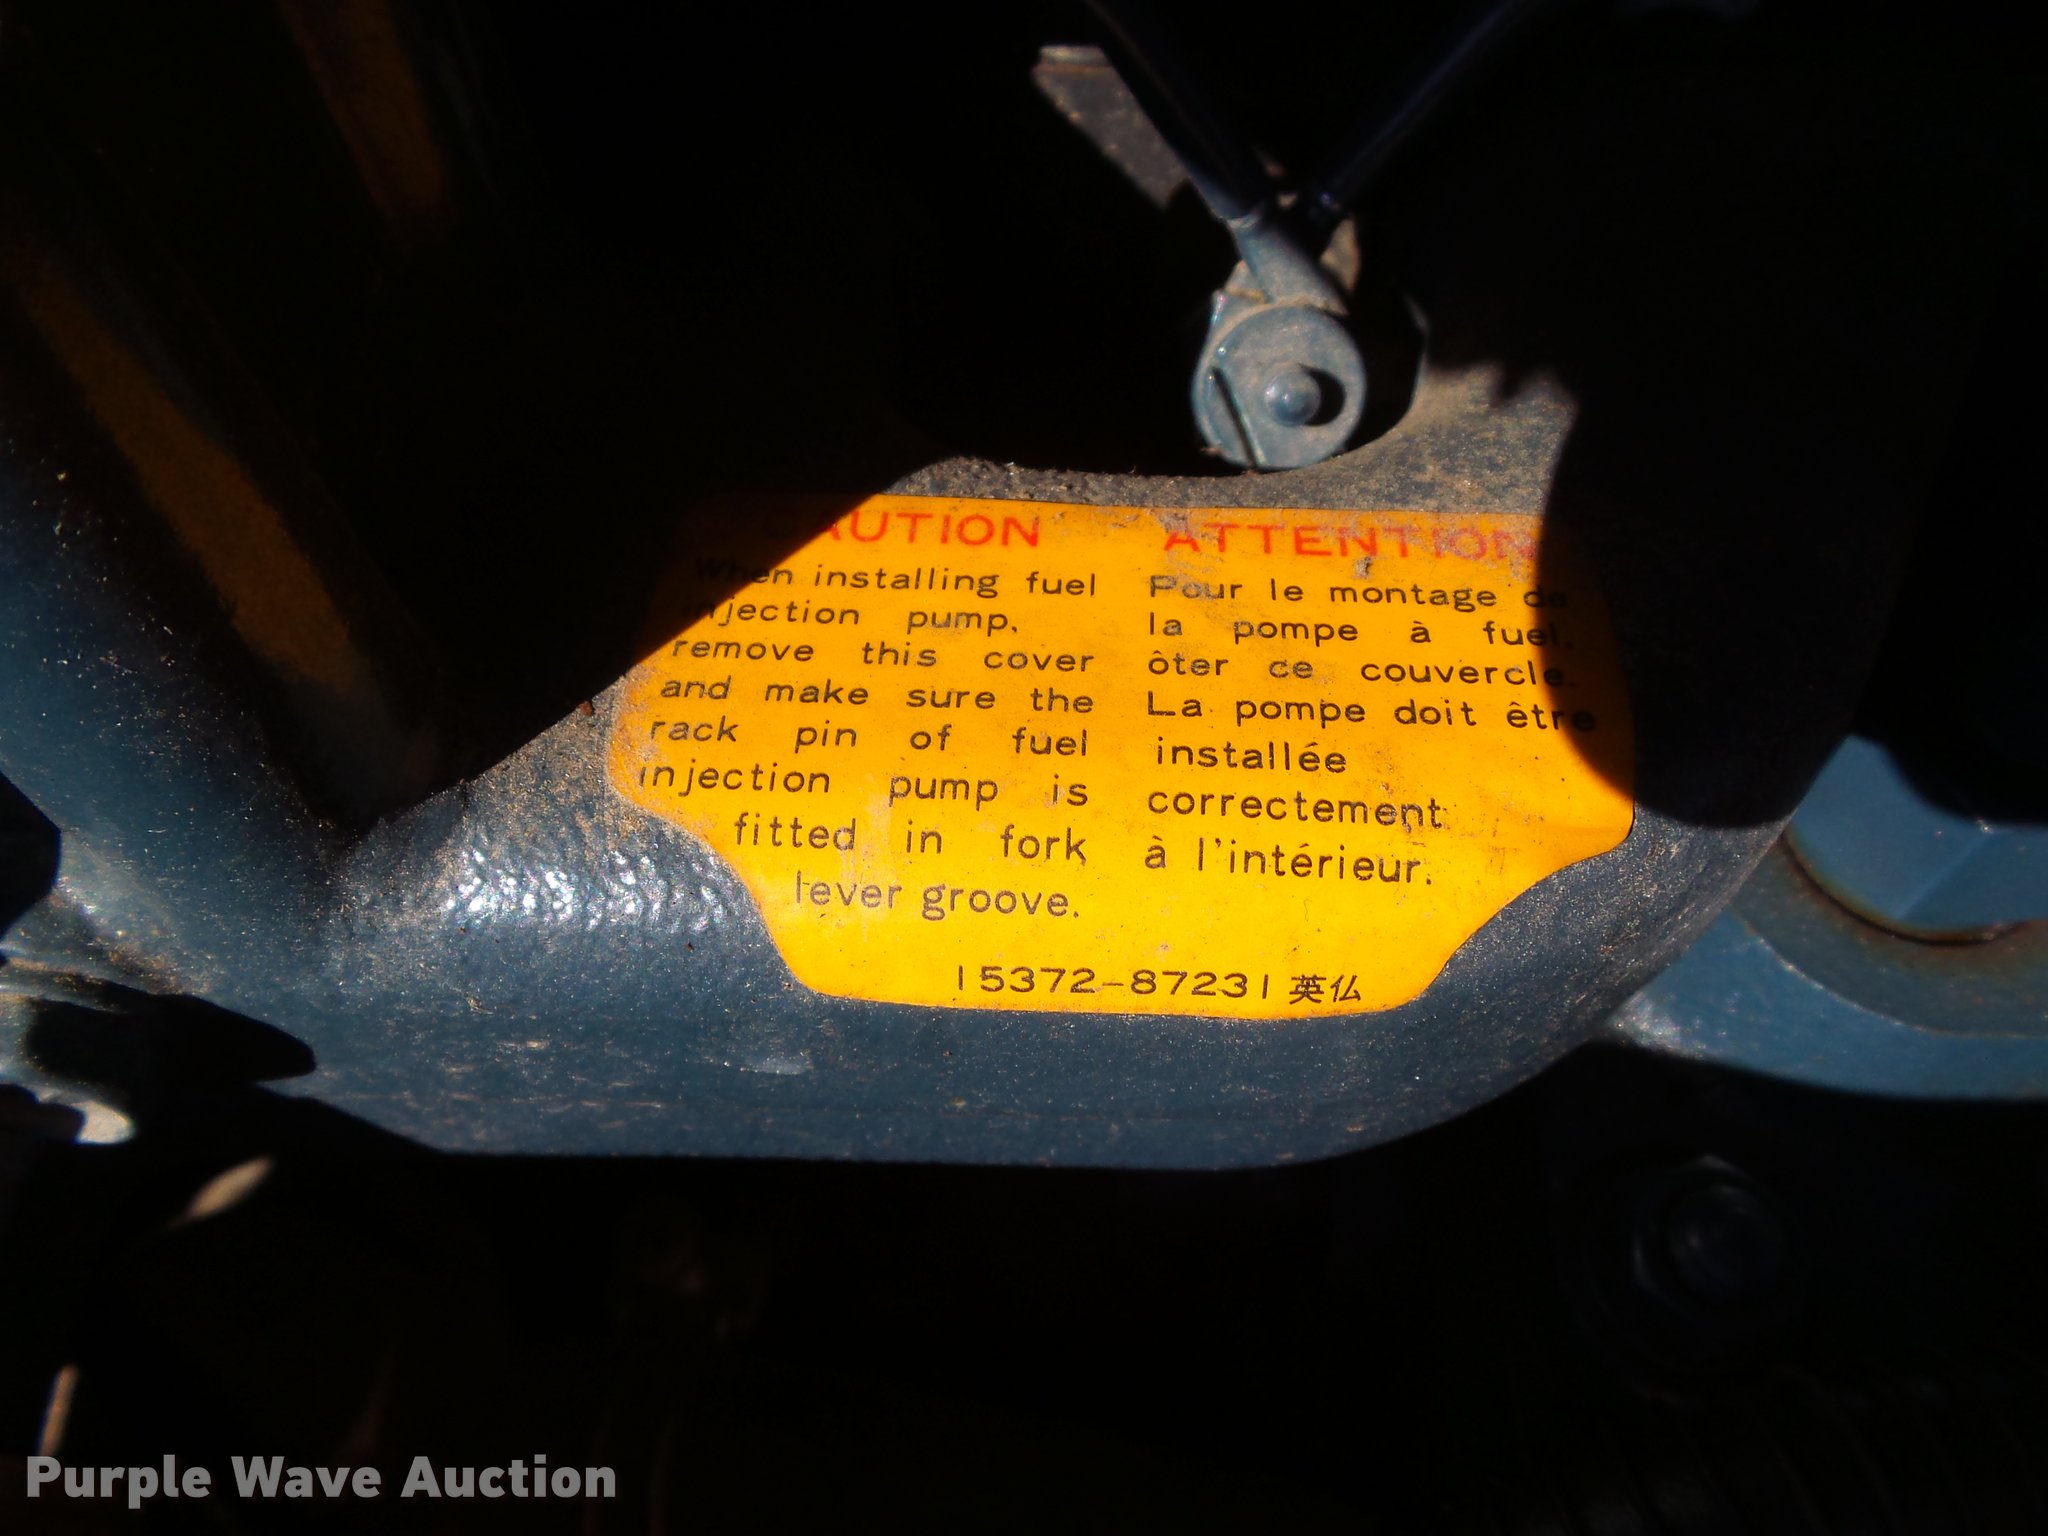 CAUTION
When installing fuel
injection pump,
remove this cover
and make sure the
rack pin of fuel
injection pump is
fitted in fork
lever groove.
ATTENTION
Pour le montage de
la pompe à fuel,
ôter ce couvercle.
La pompe doit être
installée
correctement
à l'intérieur.
15372-87231 英仏
Purple Wave Auction